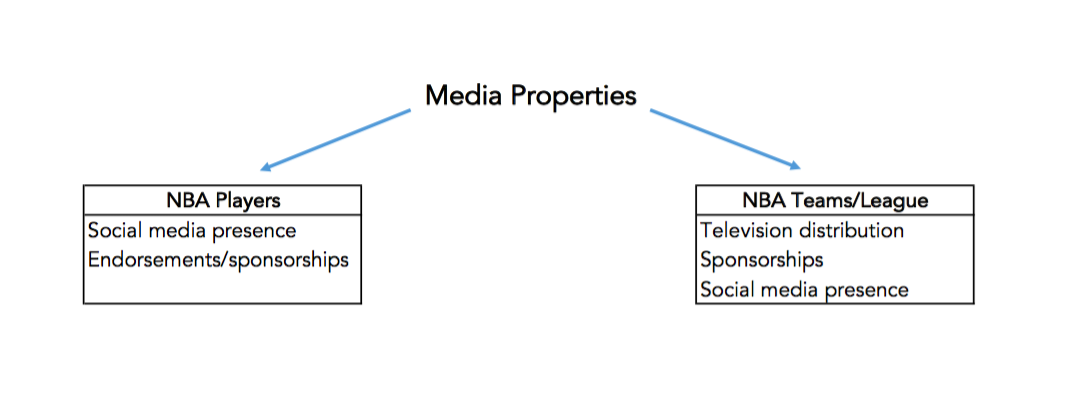 Media Properties
NBA Players
Social media presence
Endorsements/sponsorships
NBA Teams/League
Television distribution
Sponsorships
Social media presence